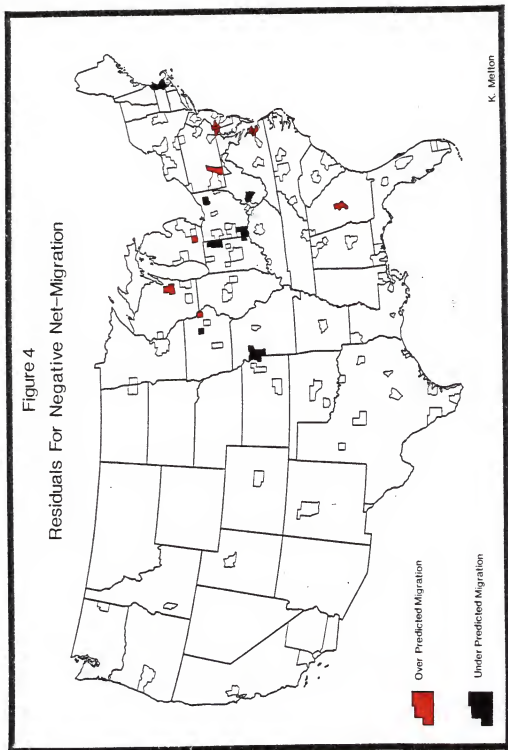 Figure 4
Residuals For Negative Net-Migration
Over Predicted Migration
Under Predicted Migration
K. Melton